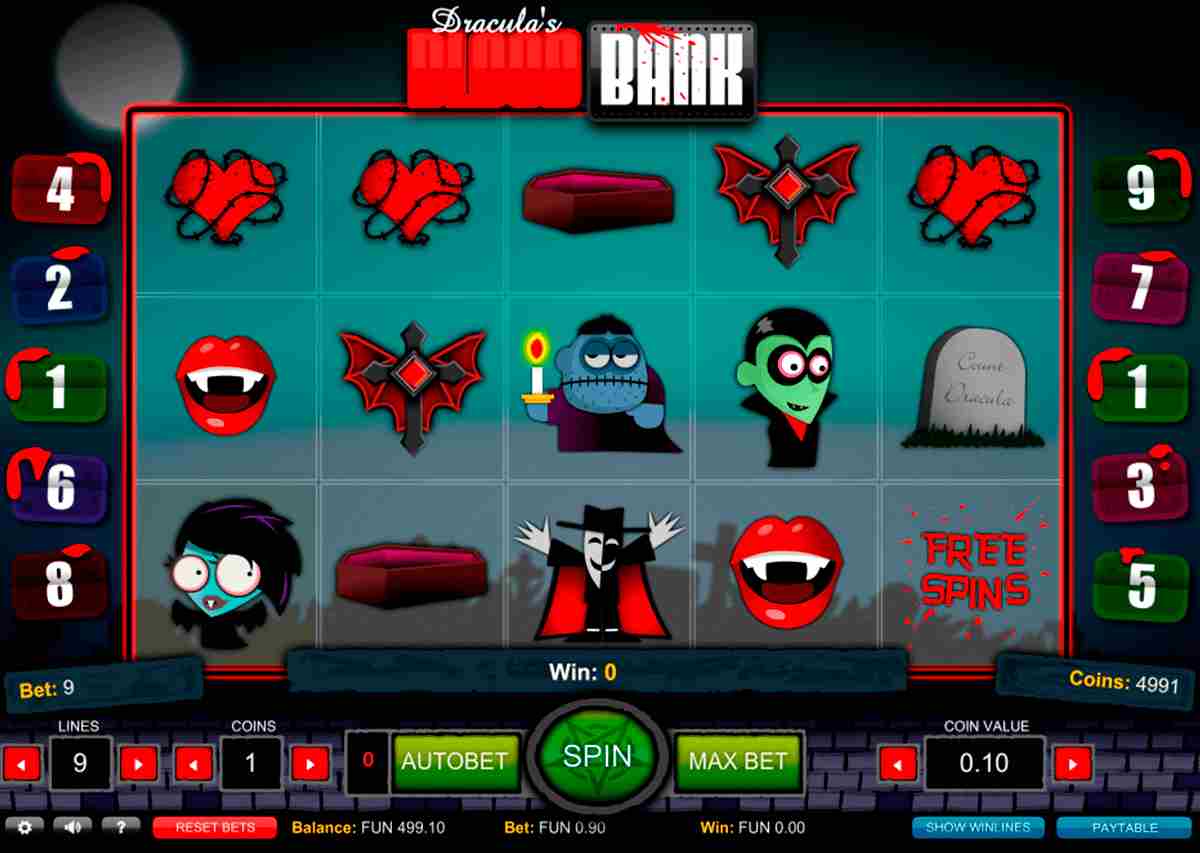 Dracula's
BANK
4
9
2
7
Count
Dracula
1
1
6
3
FREE
SPINS
8
5
Win: 0
Bet: 9
Coins: 4991
LINES
COINS
COIN VALUE
9
1
0
AUTOBET
SPIN
MAX BET
0.10
?
RESET BETS
Balance: FUN 499.10
Bet: FUN 0.90
Win: FUN 0.00
SHOW WINLINES
PAYTABLE